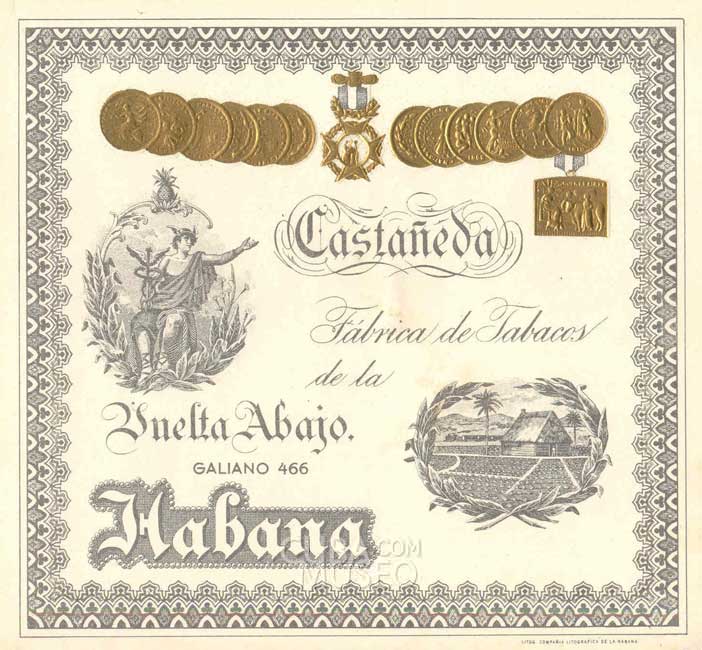 Castañeda
Fábrica de Tabacos
de la
Vuelta Abajo.
GALIANO 466
Habana
CUBA.COM
MUSEO
LITOG. COMPAÑIA LITOGRAFICA DE LA HABANA